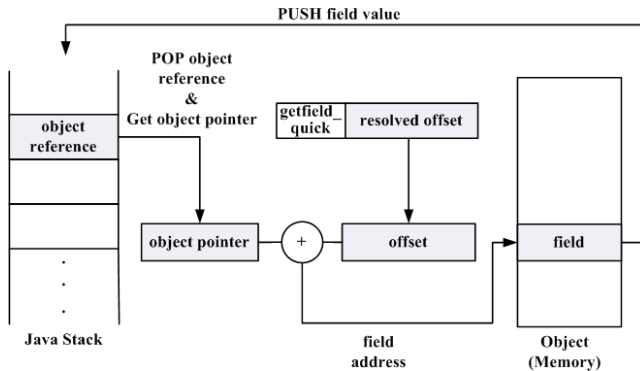 PUSH field value
POP object
reference
&
Get object pointer
object
reference
getfield_
quick
resolved offset
object pointer
+
offset
field
Java Stack
field
address
Object
(Memory)